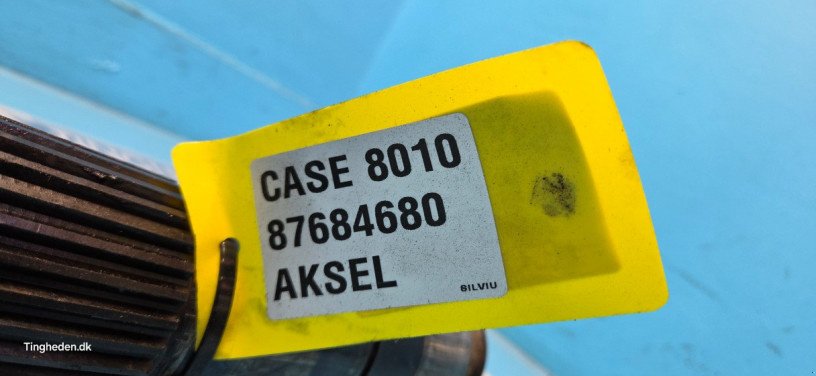 CASE 8010
87684680
AKSEL
SILVIU
Tingheden.dk